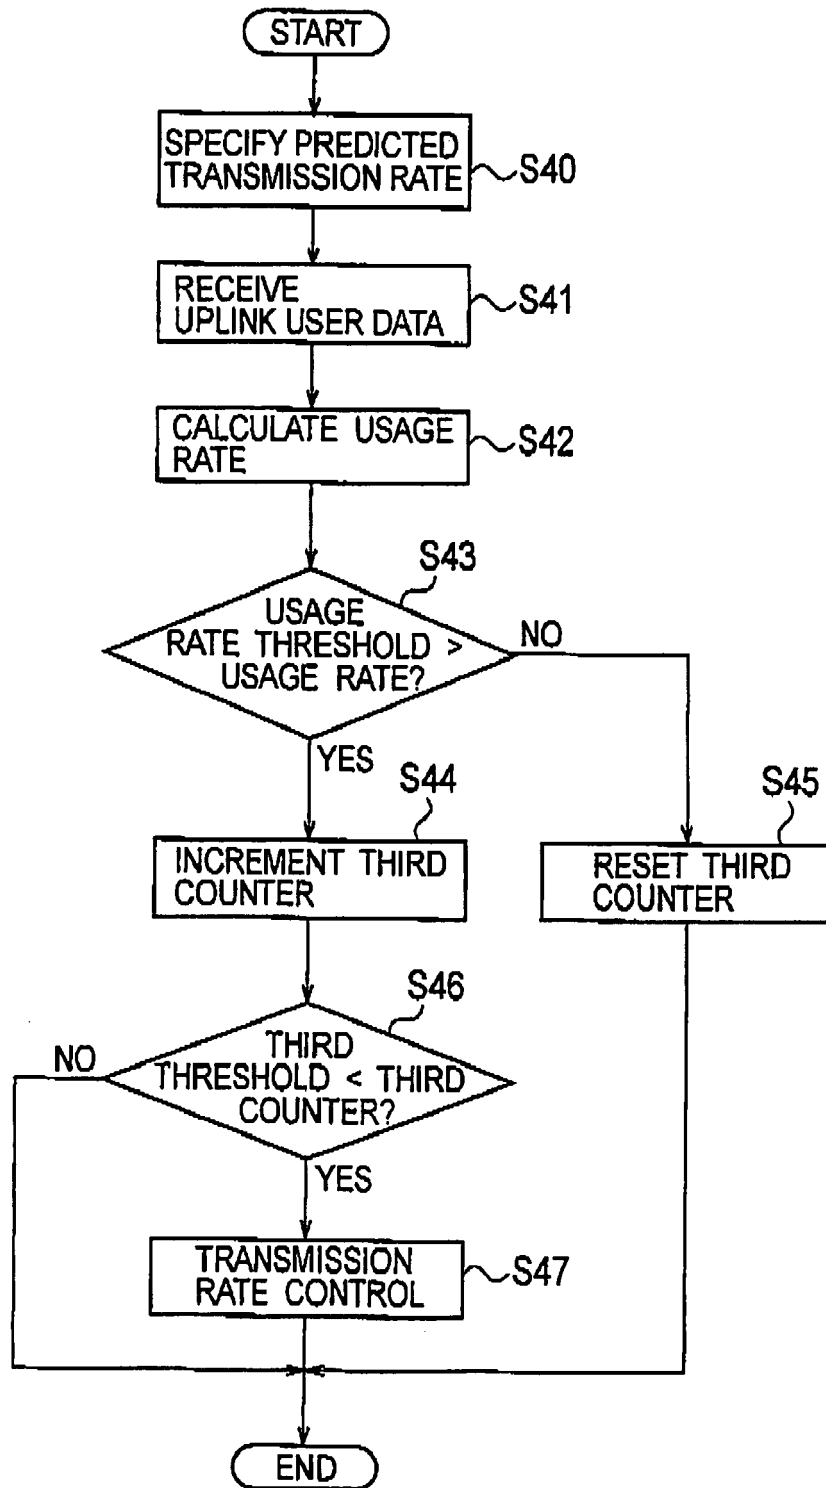 START
SPECIFY PREDICTED
TRANSMISSION RATE
S40
RECEIVE
UPLINK USER DATA
S41
CALCULATE USAGE
RATE
S42
S43
USAGE
RATE THRESHOLD >
USAGE RATE?
NO
YES
S44
INCREMENT THIRD
COUNTER
S45
RESET THIRD
COUNTER
S46
THIRD
THRESHOLD < THIRD
COUNTER?
NO
YES
TRANSMISSION
RATE CONTROL
S47
END